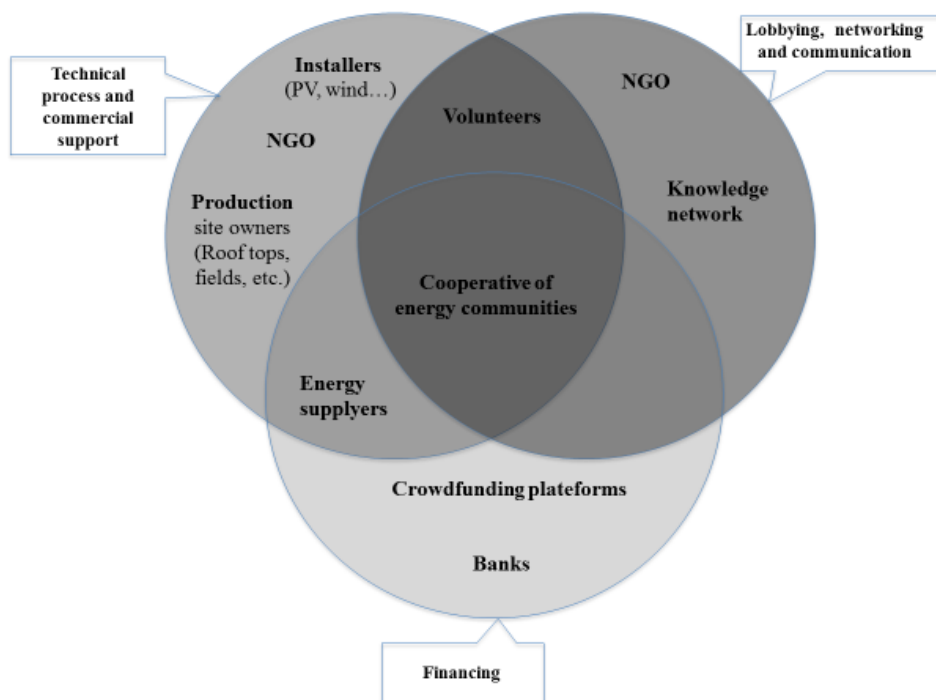 Technical
process and
commercial
support
Lobbying, networking
and communication
Installers
(PV, wind…)
NGO
Production
site owners
(Roof tops,
fields, etc.)
Volunteers
NGO
Knowledge
network
Cooperative of
energy communities
Energy
supplyers
Crowdfunding plateforms
Banks
Financing